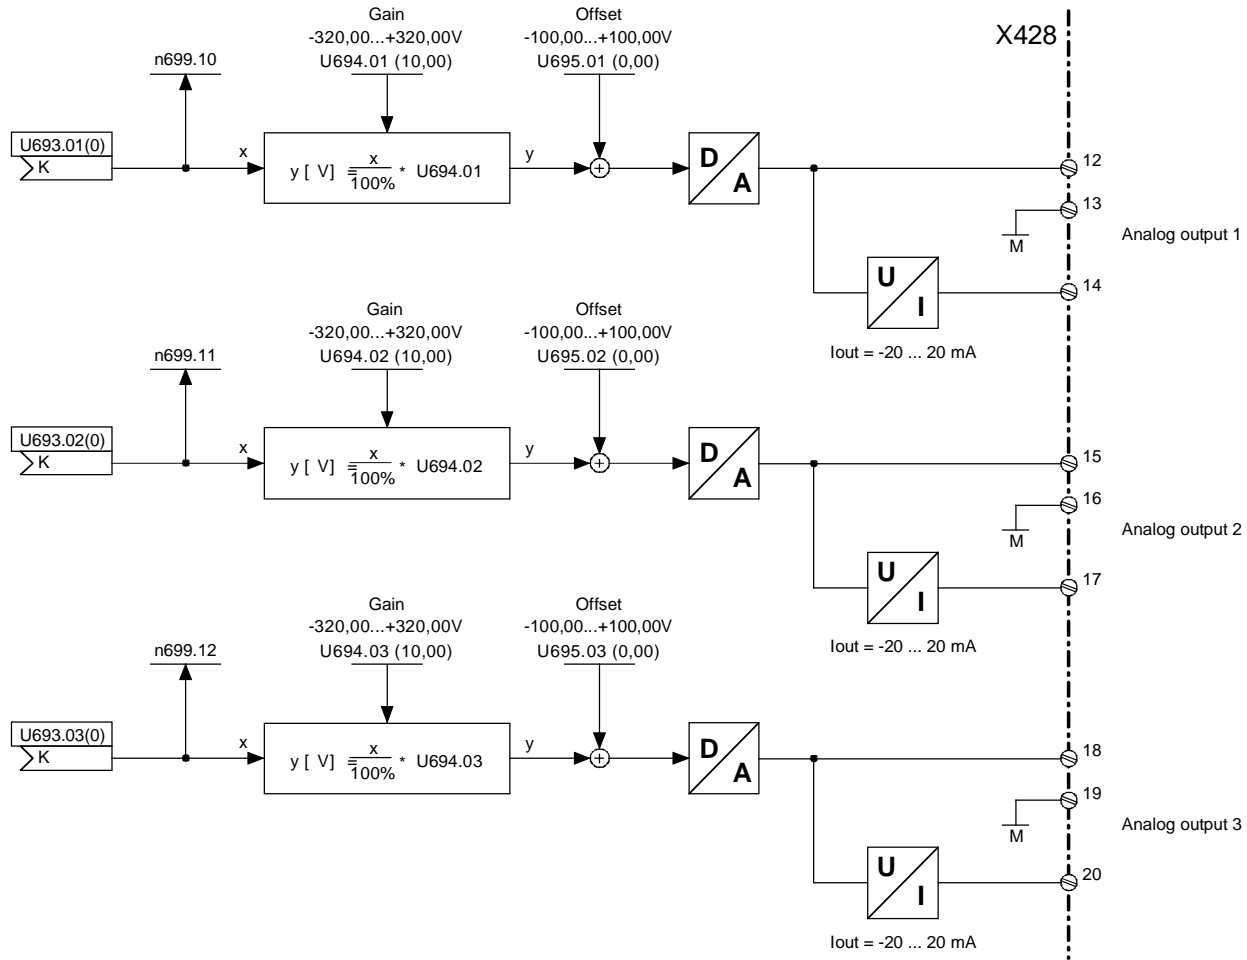 X428
Gain
-320,00...+320,00V
U694.01 (10,00)
Offset
-100,00...+100,00V
U695.01 (0,00)
n699.10
U693.01(0)
K
x
y [ V] = x / 100% * U694.01
y
D
A
12
13
M
Analog output 1
U
I
14
Iout = -20 ... 20 mA
Gain
-320,00...+320,00V
U694.02 (10,00)
Offset
-100,00...+100,00V
U695.02 (0,00)
n699.11
U693.02(0)
K
x
y [ V] = x / 100% * U694.02
y
D
A
15
16
M
Analog output 2
U
I
17
Iout = -20 ... 20 mA
Gain
-320,00...+320,00V
U694.03 (10,00)
Offset
-100,00...+100,00V
U695.03 (0,00)
n699.12
U693.03(0)
K
x
y [ V] = x / 100% * U694.03
y
D
A
18
19
M
Analog output 3
U
I
20
Iout = -20 ... 20 mA